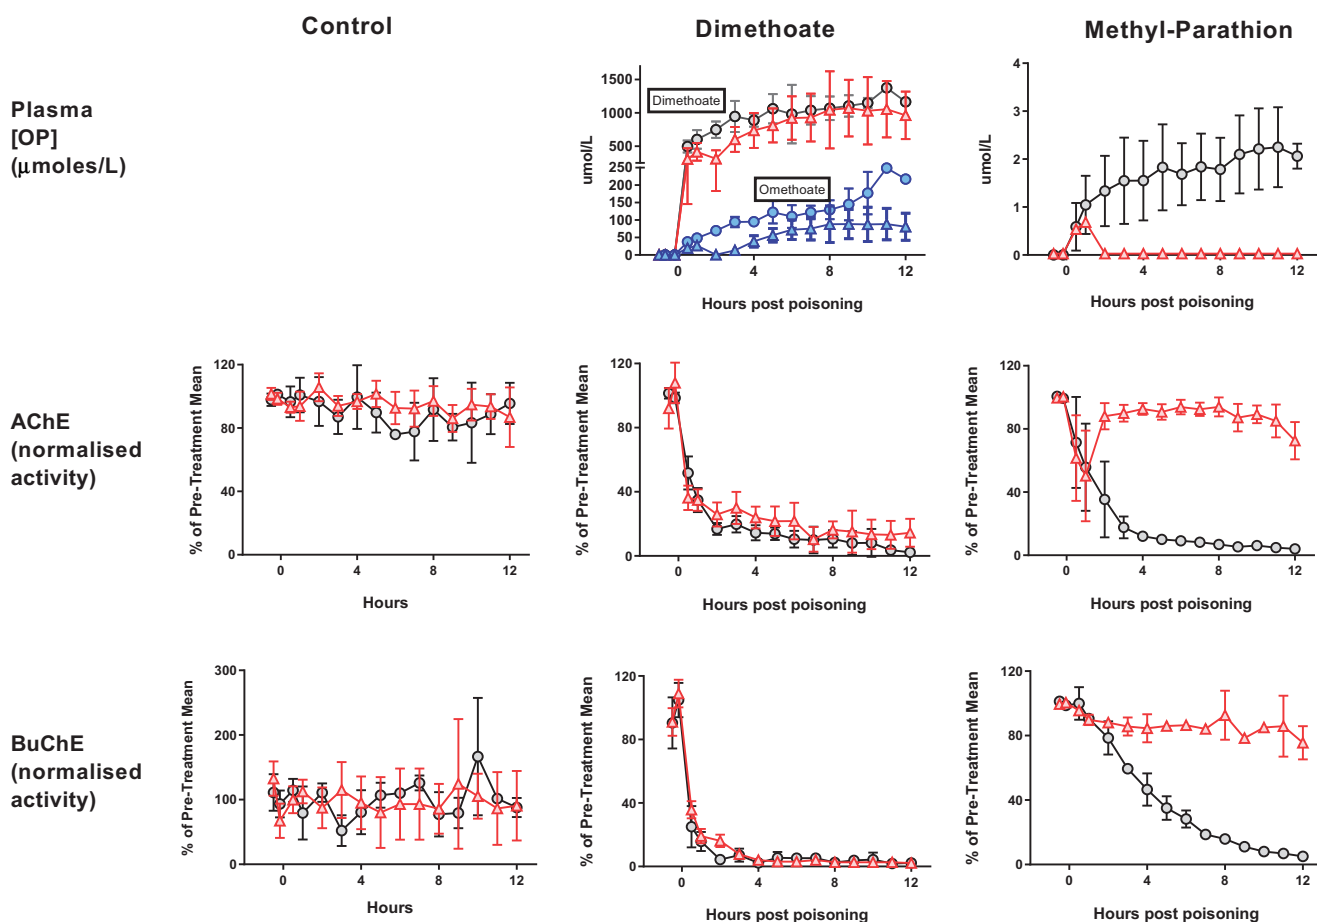 Control
Dimethoate
Methyl-Parathion
Plasma
[OP]
(µmoles/L)
umol/L
1500
1000
500
250
200
150
100
50
0
Dimethoate
Omethoate
0 4 8 12
Hours post poisoning
umol/L
4
3
2
1
0
0 4 8 12
Hours post poisoning
AChE
(normalised
activity)
% of Pre-Treatment Mean
120
80
40
0
0 4 8 12
Hours
% of Pre-Treatment Mean
120
80
40
0
0 4 8 12
Hours post poisoning
% of Pre-Treatment Mean
120
80
40
0
0 4 8 12
Hours post poisoning
BuChE
(normalised
activity)
% of Pre-Treatment Mean
300
200
100
0
0 4 8 12
Hours
% of Pre-Treatment Mean
120
80
40
0
0 4 8 12
Hours post poisoning
% of Pre-Treatment Mean
120
80
40
0
0 4 8 12
Hours post poisoning